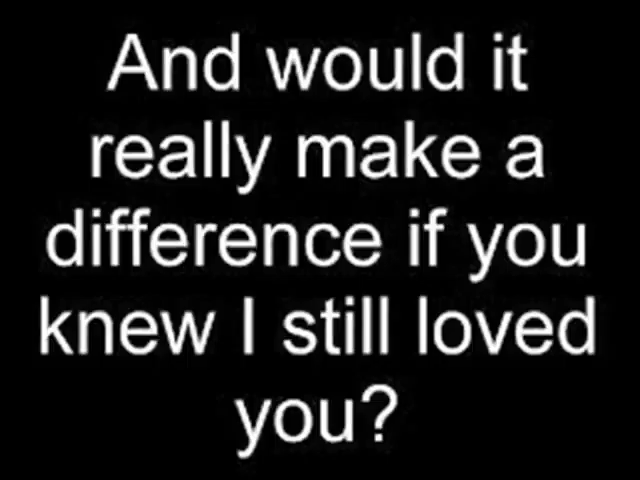 And would it
really make a
difference if you
knew I still loved
you?